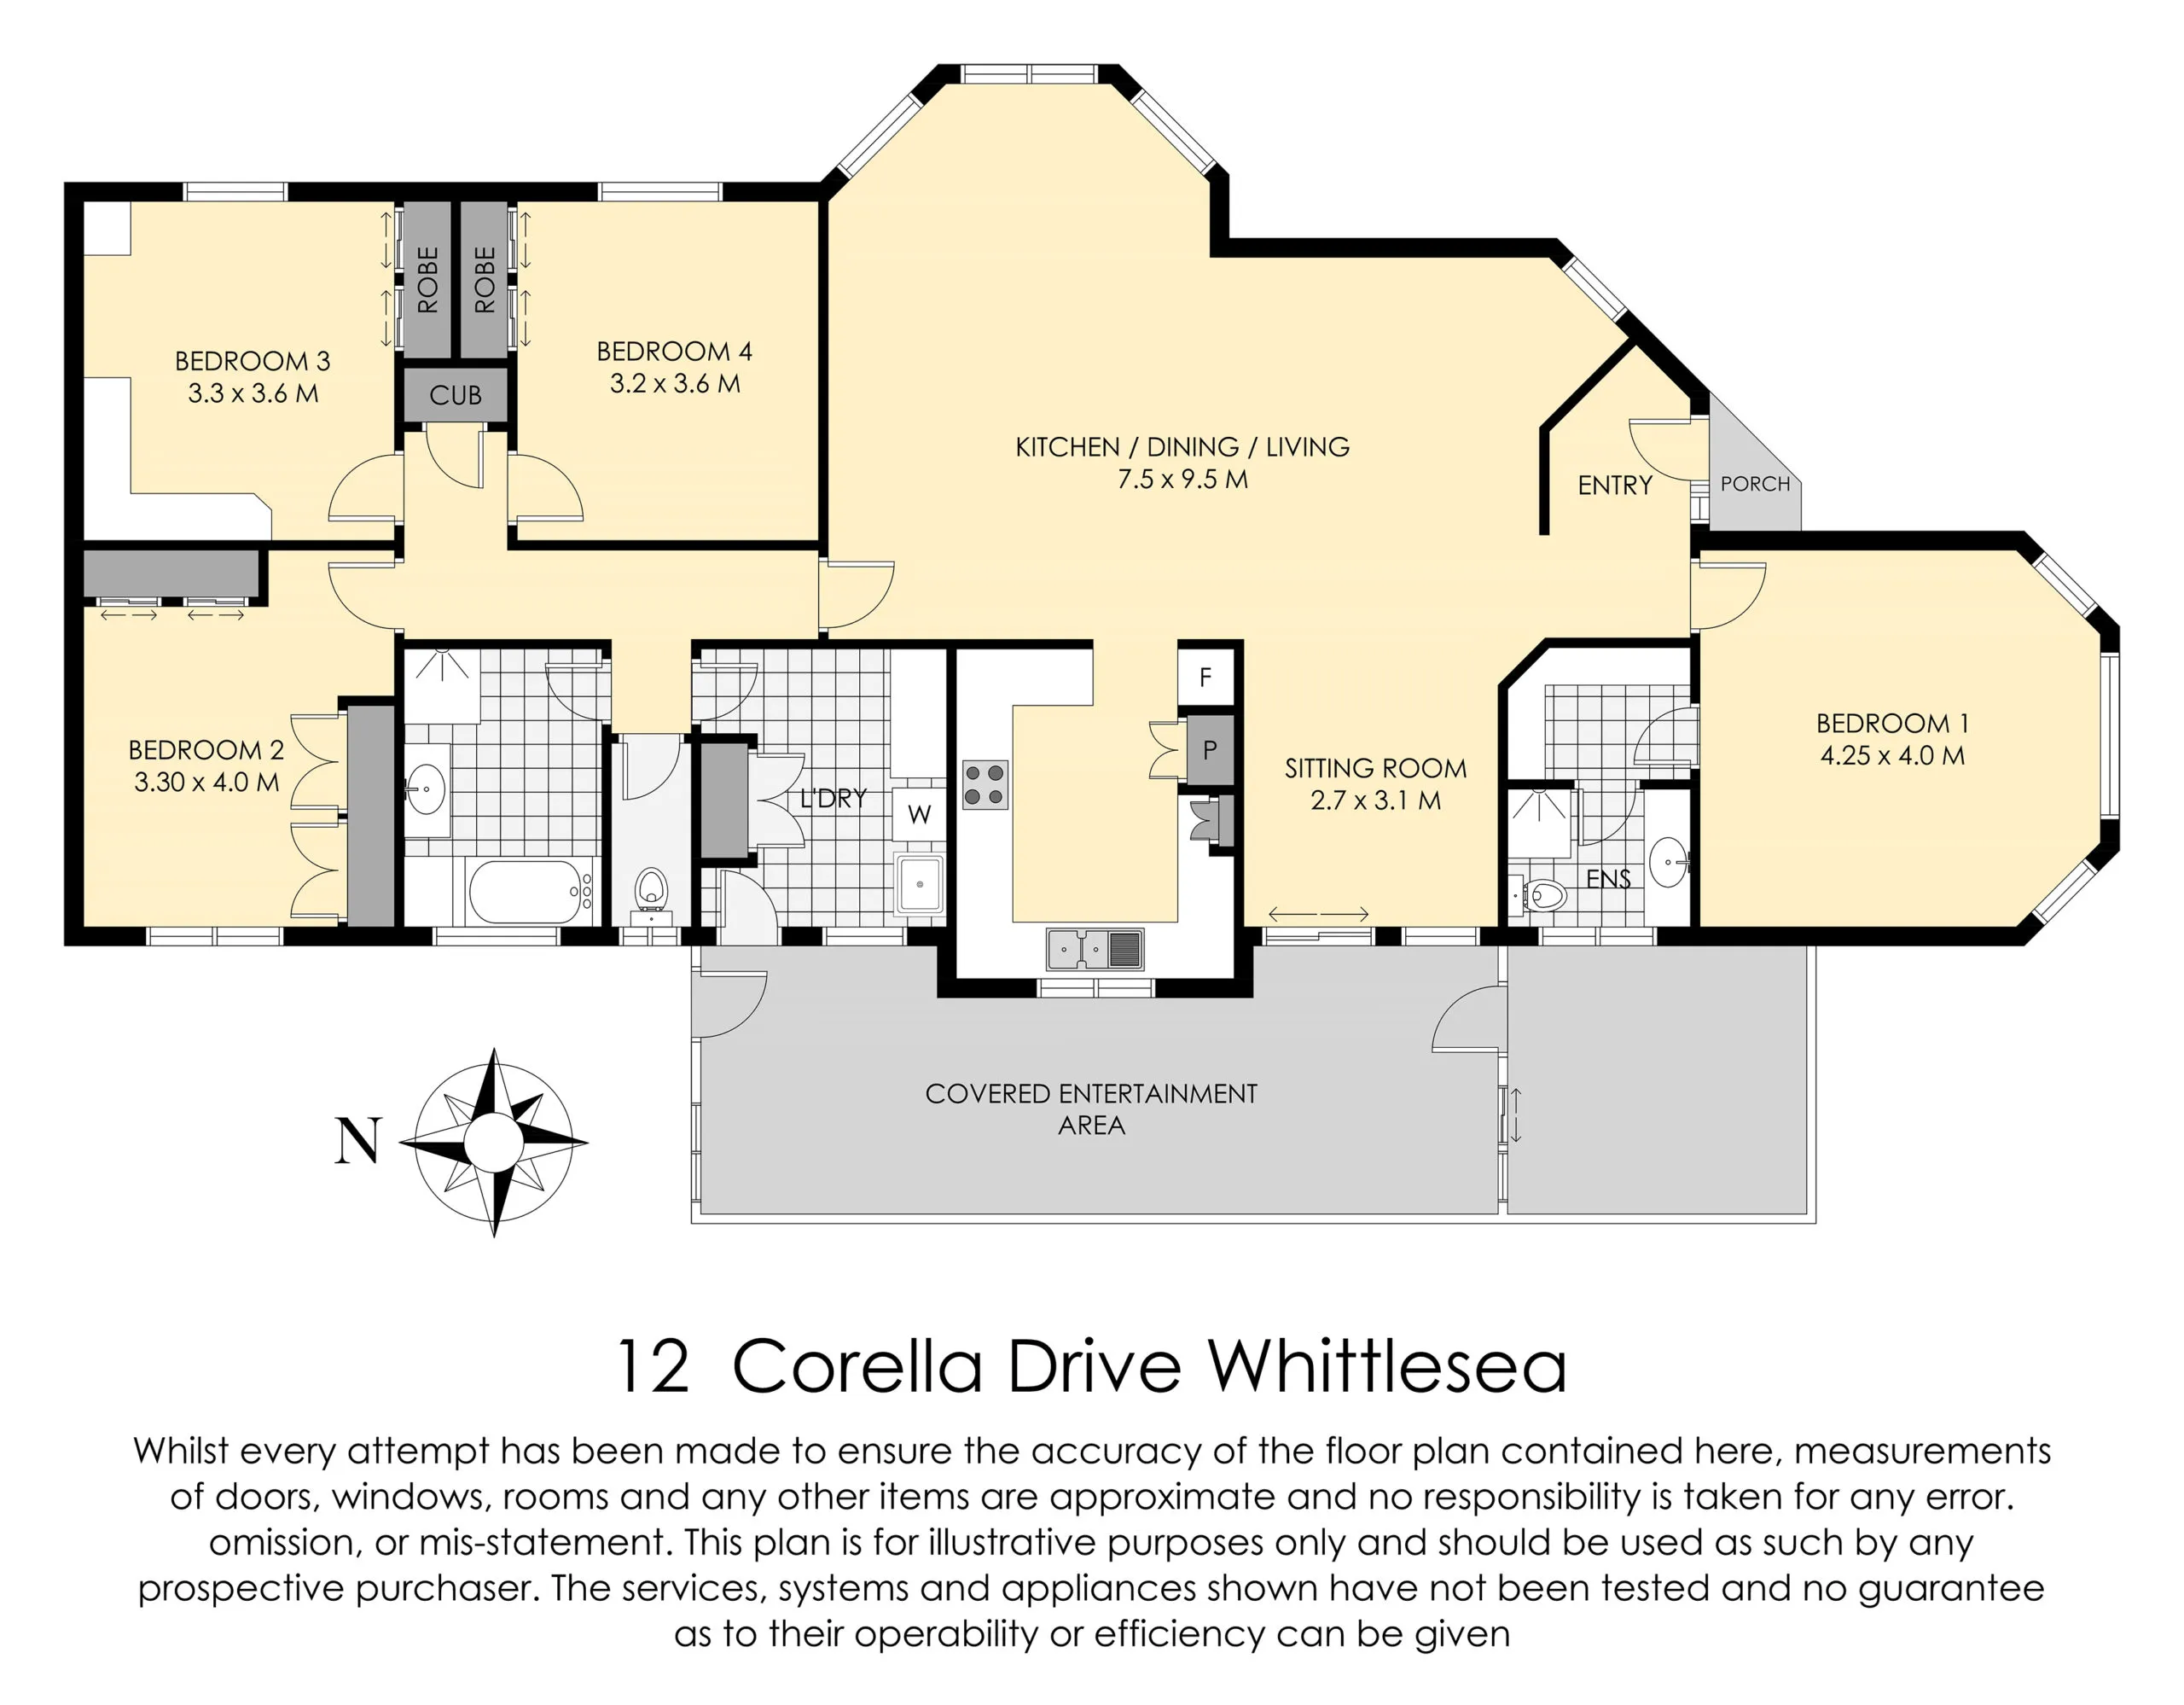 ROBE
ROBE
BEDROOM 3
3.3 x 3.6 M
CUB
BEDROOM 4
3.2 x 3.6 M
KITCHEN / DINING / LIVING
7.5 x 9.5 M
ENTRY
PORCH
BEDROOM 2
3.30 x 4.0 M
L'DRY
W
F
P
SITTING ROOM
2.7 x 3.1 M
ENS
BEDROOM 1
4.25 x 4.0 M
COVERED ENTERTAINMENT
AREA
N
12 Corella Drive Whittlesea
Whilst every attempt has been made to ensure the accuracy of the floor plan contained here, measurements
of doors, windows, rooms and any other items are approximate and no responsibility is taken for any error.
omission, or mis-statement. This plan is for illustrative purposes only and should be used as such by any
prospective purchaser. The services, systems and appliances shown have not been tested and no guarantee
as to their operability or efficiency can be given